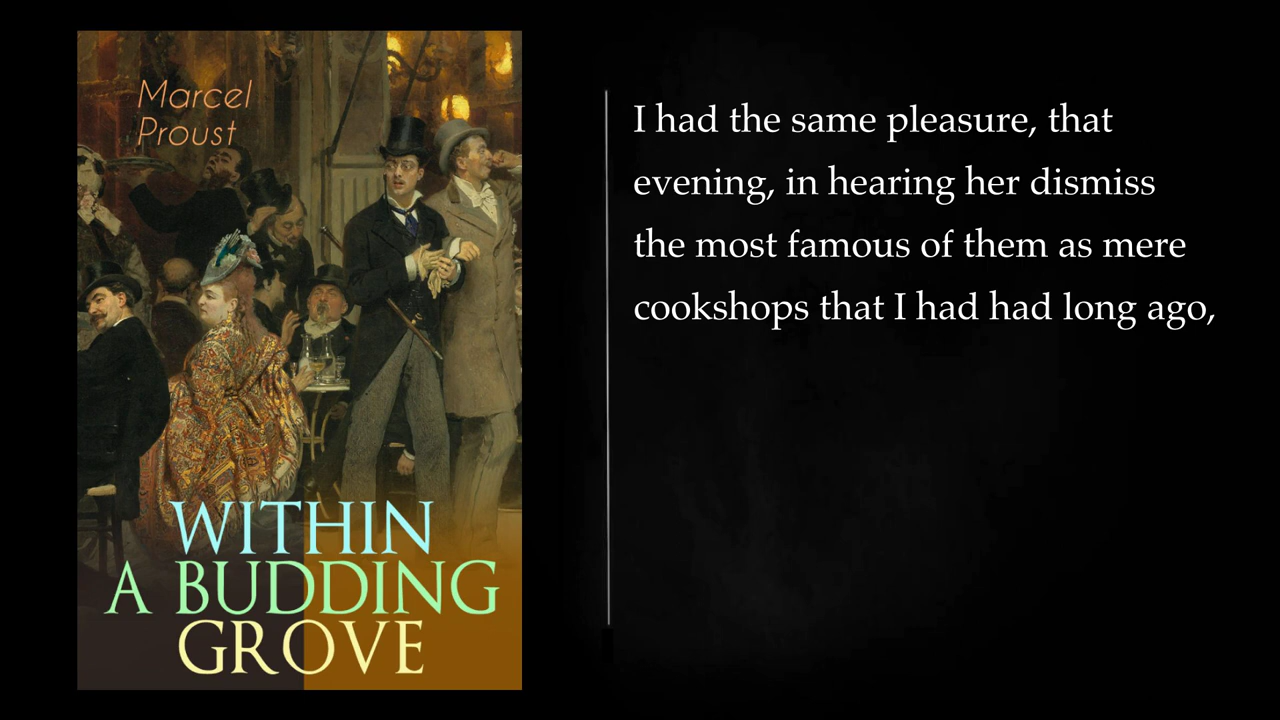 Marcel
Proust
WITHIN
A BUDDING
GROVE
I had the same pleasure, that
evening, in hearing her dismiss
the most famous of them as mere
cookshops that I had had long ago,